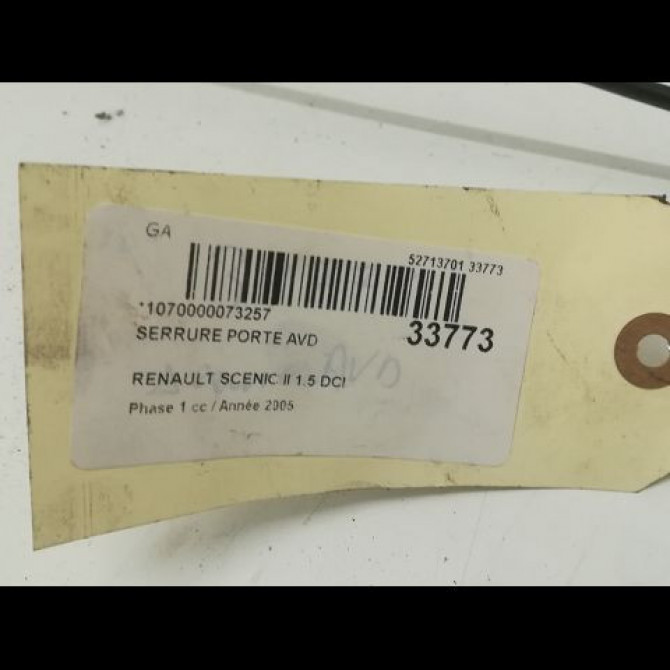 GA
52713701 33773
*1070000073257
33773
SERRURE PORTE AVD
AVD
RENAULT SCENIC II 1.5 DCI
Phase 1 cc / Année 2005